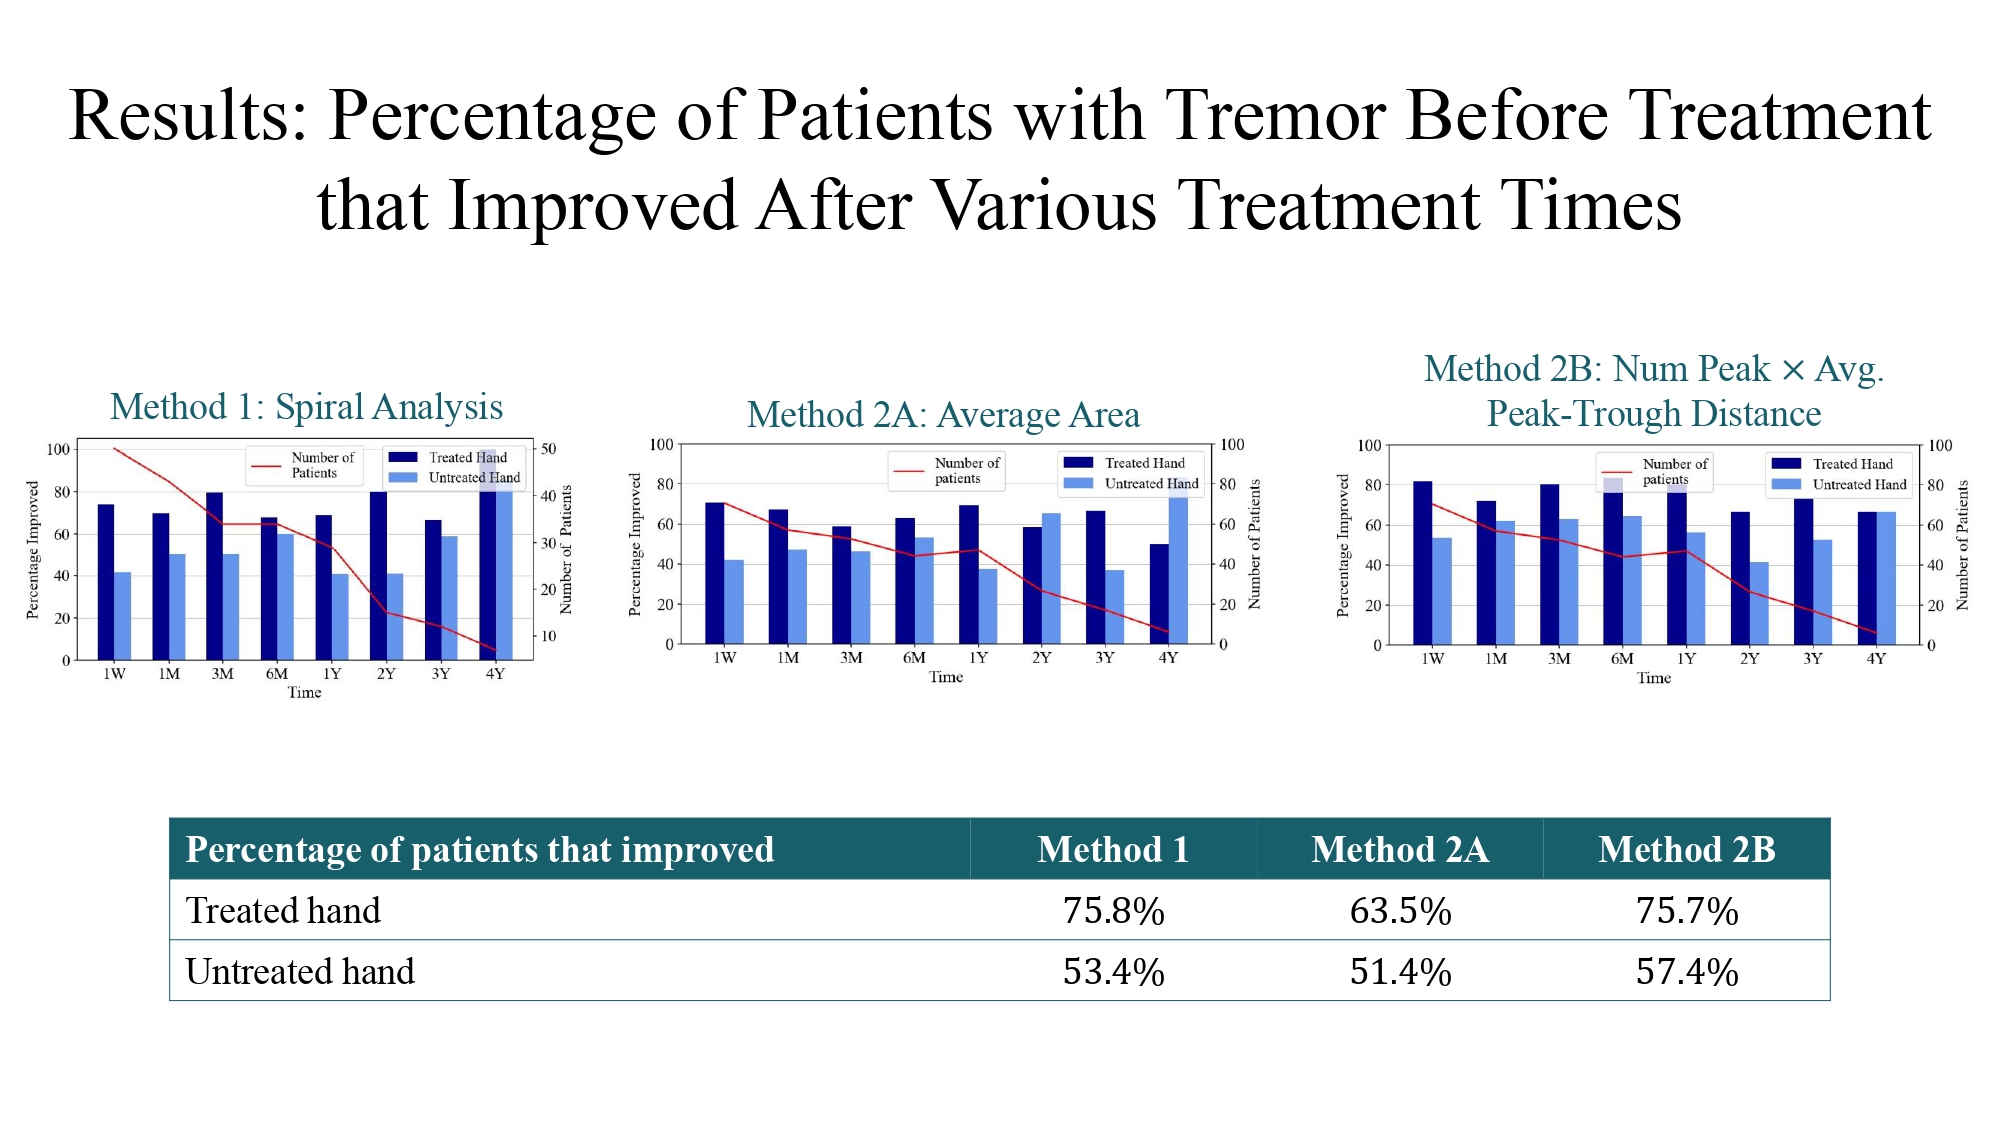 Results: Percentage of Patients with Tremor Before Treatment
that Improved After Various Treatment Times
Method 1: Spiral Analysis
Percentage Improved
100
80
60
40
20
0
Number of
Patients
Treated Hand
Untreated Hand
50
40
30
20
10
Number of Patients
1W 1M 3M 6M 1Y 2Y 3Y 4Y
Time
Method 2A: Average Area
Percentage Improved
100
80
60
40
20
0
Number of
patients
Treated Hand
Untreated Hand
100
80
60
40
20
0
Number of Patients
1W 1M 3M 6M 1Y 2Y 3Y 4Y
Time
Method 2B: Num Peak × Avg.
Peak-Trough Distance
Percentage Improved
100
80
60
40
20
0
Number of
patients
Treated Hand
Untreated Hand
100
80
60
40
20
0
Number of Patients
1W 1M 3M 6M 1Y 2Y 3Y 4Y
Time
Percentage of patients that improved Method 1 Method 2A Method 2B
Treated hand 75.8% 63.5% 75.7%
Untreated hand 53.4% 51.4% 57.4%